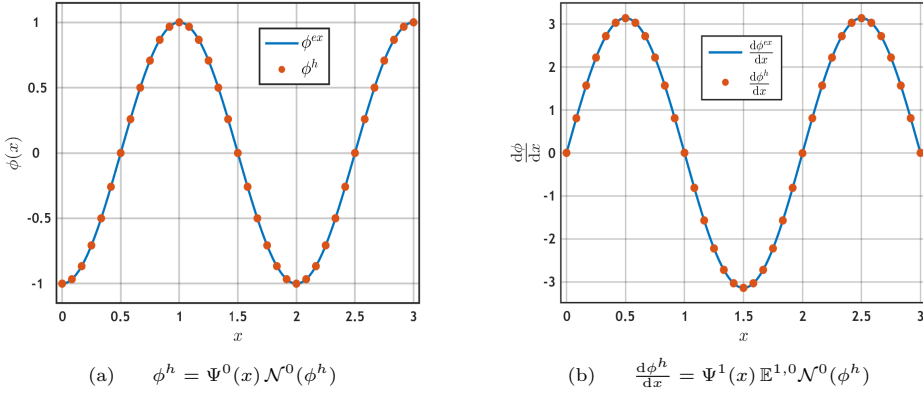 1
0.5
0
-0.5
-1
ϕ(x)
0 0.5 1 1.5 2 2.5 3
x
ϕ^{ex}
ϕ^h
(a) ϕ^h = Ψ^0(x) 𝒩^0(ϕ^h)
3
2
1
0
-1
-2
-3
dϕ/dx
0 0.5 1 1.5 2 2.5 3
x
dϕ^{ex}/dx
dϕ^h/dx
(b) dϕ^h/dx = Ψ^1(x) 𝔼^{1,0}𝒩^0(ϕ^h)